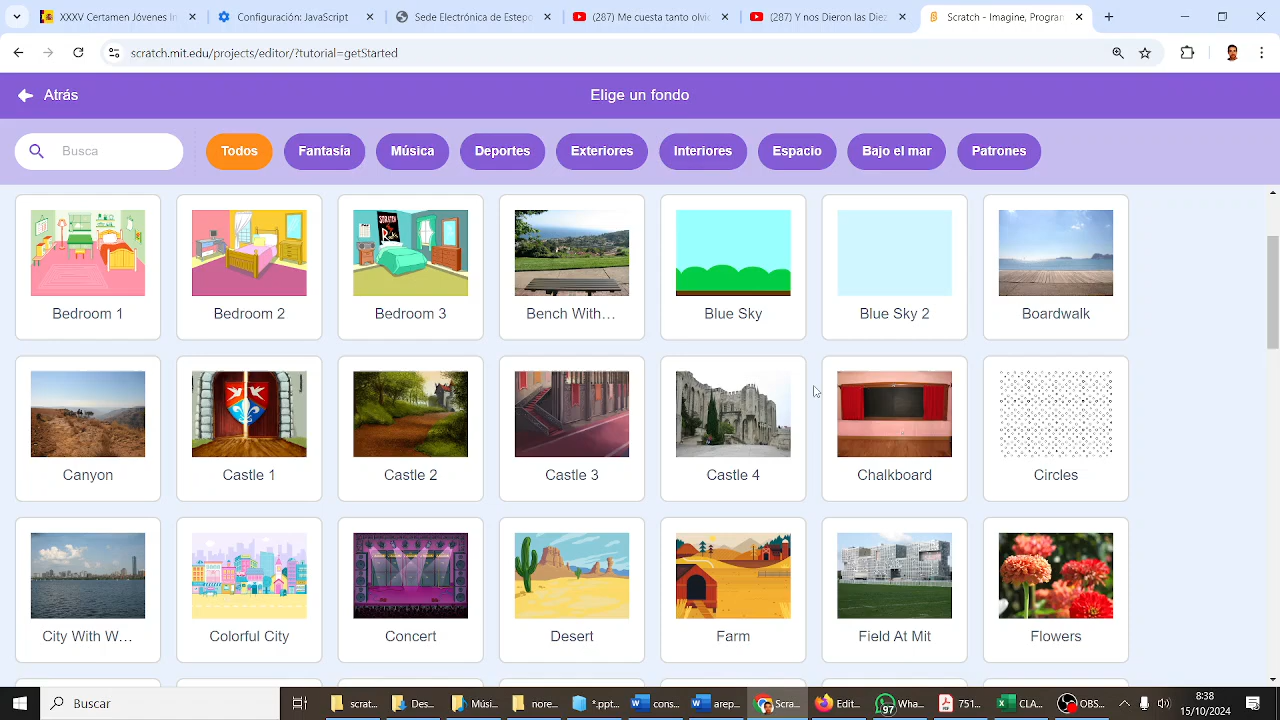 XXXV Certamen Jóvenes In
Configuración: JavaScript
Sede Electrónica de Estepo
(287) Me cuesta tanto olvic
(287) Y nos Dieron las Diez
Scratch - Imagine, Program
scratch.mit.edu/projects/editor/?tutorial=getStarted
Atrás
Elige un fondo
Busca
Todos
Fantasía
Música
Deportes
Exteriores
Interiores
Espacio
Bajo el mar
Patrones
Bedroom 1
Bedroom 2
Bedroom 3
Bench With...
Blue Sky
Blue Sky 2
Boardwalk
Canyon
Castle 1
Castle 2
Castle 3
Castle 4
Chalkboard
Circles
City With W...
Colorful City
Concert
Desert
Farm
Field At Mit
Flowers
Buscar
scrat
Des
Músi
none
*.ppt
cons
arep
Scra
Edit
97
Wha
751
CLA
OBS
8:38
15/10/2024